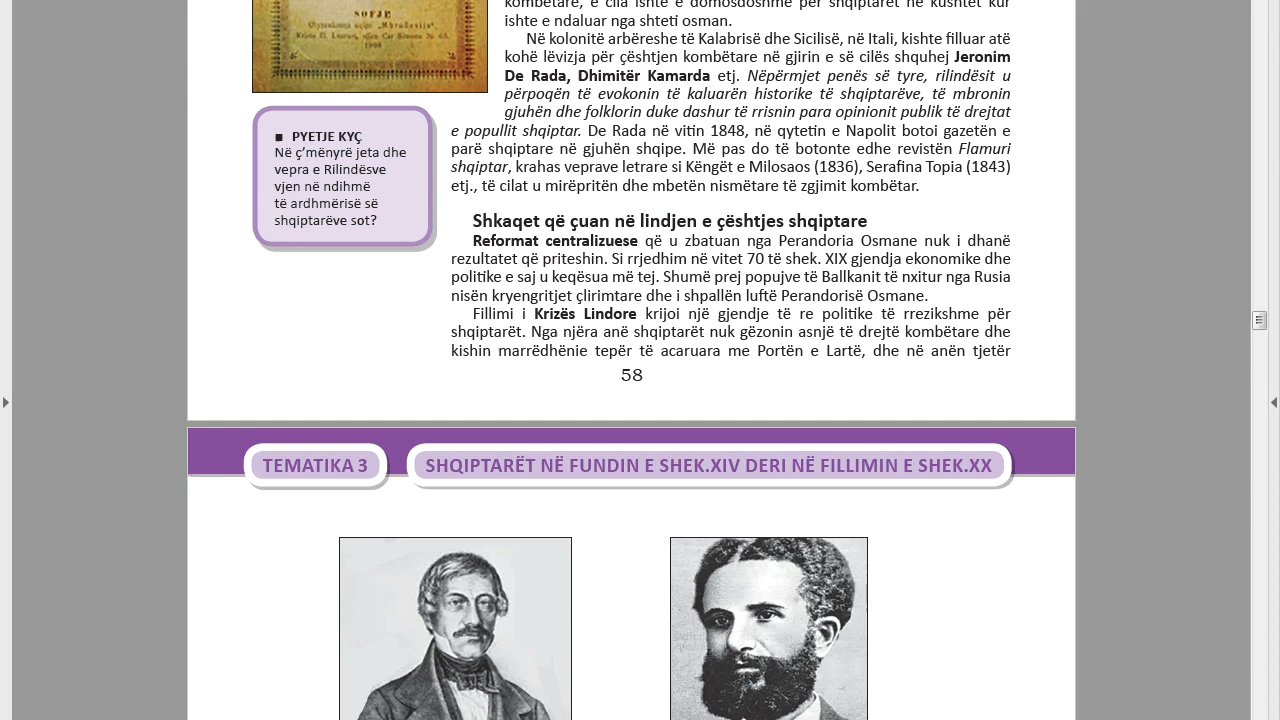 SOFJE
1900
kombëtare, e cila ishte e domosdoshme për shqiptarët në kushtet kur
ishte e ndaluar nga shteti osman.
Në kolonitë arbëreshe të Kalabrisë dhe Sicilisë, në Itali, kishte filluar atë
kohë lëvizja për çështjen kombëtare në gjirin e së cilës shquhej Jeronim
De Rada, Dhimitër Kamarda etj. Nëpërmjet penës së tyre, rilindësit u
përpoqën të evokonin të kaluarën historike të shqiptarëve, të mbronin
gjuhën dhe folklorin duke dashur të rrisnin para opinionit publik të drejtat
e popullit shqiptar. De Rada në vitin 1848, në qytetin e Napolit botoi gazetën e
parë shqiptare në gjuhën shqipe. Më pas do të botonte edhe revistën Flamuri
shqiptar, krahas veprave letrare si Këngët e Milosaos (1836), Serafina Topia (1843)
etj., të cilat u mirëpritën dhe mbetën nismëtare të zgjimit kombëtar.
■ PYETJE KYÇ
Në ç’mënyrë jeta dhe
vepra e Rilindësve
vjen në ndihmë
të ardhmërisë së
shqiptarëve sot?
Shkaqet që çuan në lindjen e çështjes shqiptare
Reformat centralizuese që u zbatuan nga Perandoria Osmane nuk i dhanë
rezultatet që priteshin. Si rrjedhim në vitet 70 të shek. XIX gjendja ekonomike dhe
politike e saj u keqësua më tej. Shumë prej popujve të Ballkanit të nxitur nga Rusia
nisën kryengritjet çlirimtare dhe i shpallën luftë Perandorisë Osmane.
Fillimi i Krizës Lindore krijoi një gjendje të re politike të rrezikshme për
shqiptarët. Nga njëra anë shqiptarët nuk gëzonin asnjë të drejtë kombëtare dhe
kishin marrëdhënie tepër të acaruara me Portën e Lartë, dhe në anën tjetër
58
TEMATIKA 3
SHQIPTARËT NË FUNDIN E SHEK.XIV DERI NË FILLIMIN E SHEK.XX